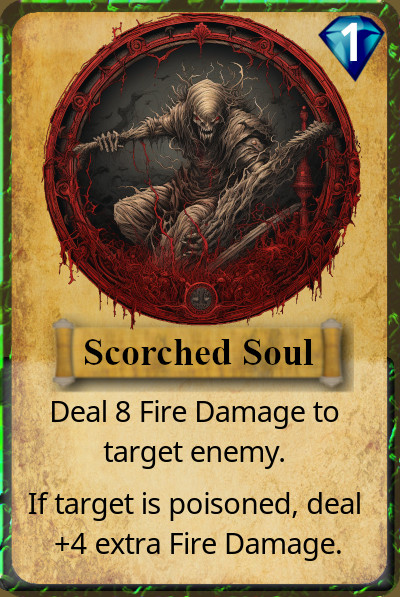 1
Scorched Soul
Deal 8 Fire Damage to
target enemy.
If target is poisoned, deal
+4 extra Fire Damage.